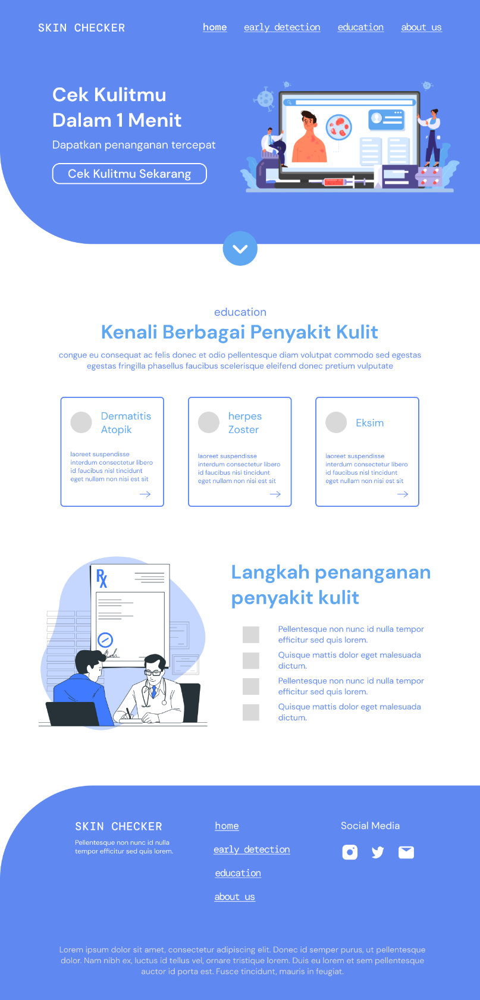 SKIN CHECKER
home early detection education about us
Cek Kulitmu
Dalam 1 Menit
Dapatkan penanganan tercepat
Cek Kulitmu Sekarang
education
Kenali Berbagai Penyakit Kulit
congue eu consequat ac felis donec et odio pellentesque diam volutpat commodo sed egestas
egestas fringilla phasellus faucibus scelerisque eleifend donec pretium vulputate
Dermatitis
Atopik
laoreet suspendisse
interdum consectetur libero
id faucibus nisl tincidunt
eget nullam non nisi est sit
herpes
Zoster
laoreet suspendisse
interdum consectetur libero
id faucibus nisl tincidunt
eget nullam non nisi est sit
Eksim
laoreet suspendisse
interdum consectetur libero
id faucibus nisl tincidunt
eget nullam non nisi est sit
Rx
Langkah penanganan
penyakit kulit
Pellentesque non nunc id nulla tempor
efficitur sed quis lorem.
Quisque mattis dolor eget malesuada
dictum.
Pellentesque non nunc id nulla tempor
efficitur sed quis lorem.
Quisque mattis dolor eget malesuada
dictum.
SKIN CHECKER
Pellentesque non nunc id nulla
tempor efficitur sed quis lorem.
home
early detection
education
about us
Social Media
Lorem ipsum dolor sit amet, consectetur adipiscing elit. Donec id semper purus, ut pellentesque
dolor. Nam nibh ex, luctus id tellus vel, ornare tristique lorem. Duis eu lorem et sem pellentesque
auctor id porta est. Fusce tincidunt, mauris in feugiat.